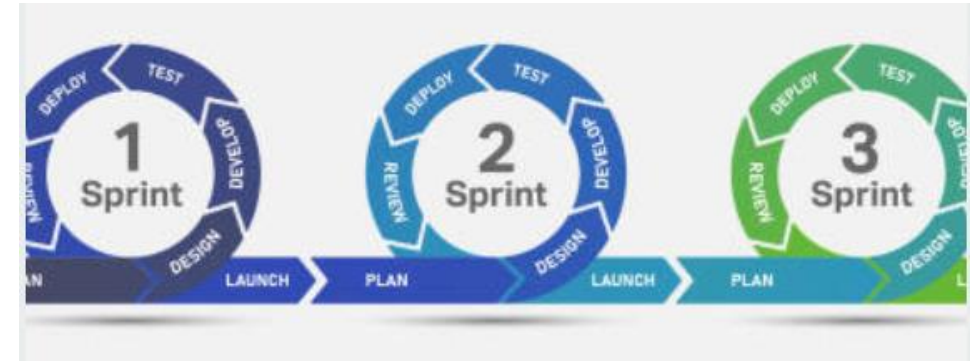 DEPLOY
TEST
DEVELOP
DESIGN
REVIEW
1
Sprint
LAUNCH
PLAN
DEPLOY
TEST
DEVELOP
DESIGN
REVIEW
2
Sprint
LAUNCH
PLAN
DEPLOY
TEST
DEVELOP
DESIGN
REVIEW
3
Sprint